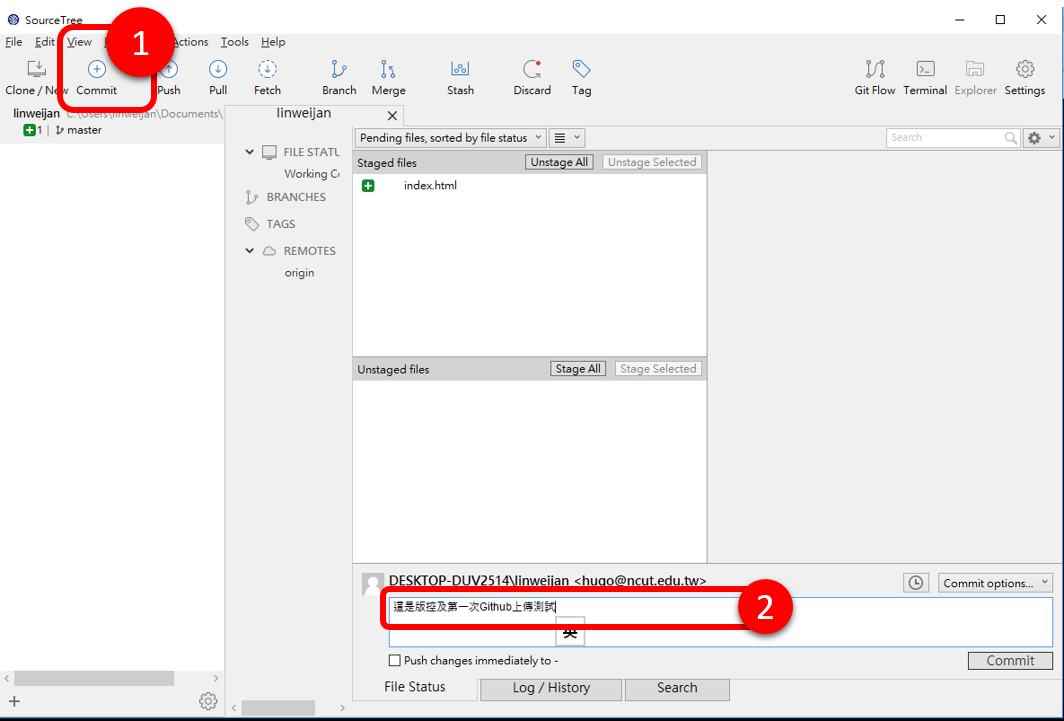 SourceTree
File Edit View Actions Tools Help
1
Clone / New Commit Push Pull Fetch Branch Merge Stash Discard Tag Git Flow Terminal Explorer Settings
linweijan C:\Users\linweijan\Documents\
1 master
linweijan
Pending files, sorted by file status
Search
FILE STATU
Working Co
BRANCHES
TAGS
REMOTES
origin
Staged files Unstage All Unstage Selected
index.html
Unstaged files Stage All Stage Selected
DESKTOP-DUV2514\linweijan <hugo@ncut.edu.tw>
Commit options...
這是版控及第一次Github上傳測試
2
英
Push changes immediately to -
Commit
File Status Log / History Search